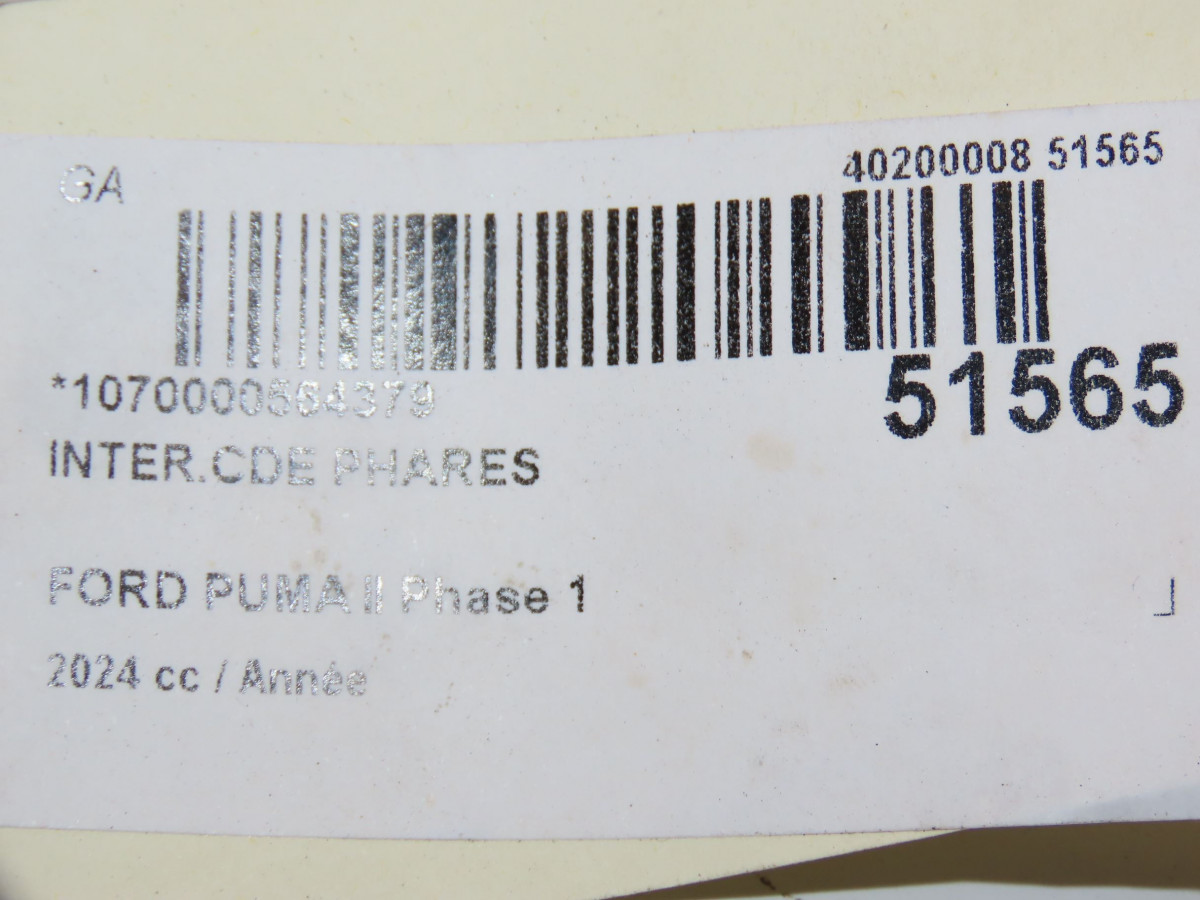 GA
40200008 51565
*1070000564379
51565
INTER.CDE PHARES
FORD PUMA II Phase 1
2024 cc / Année